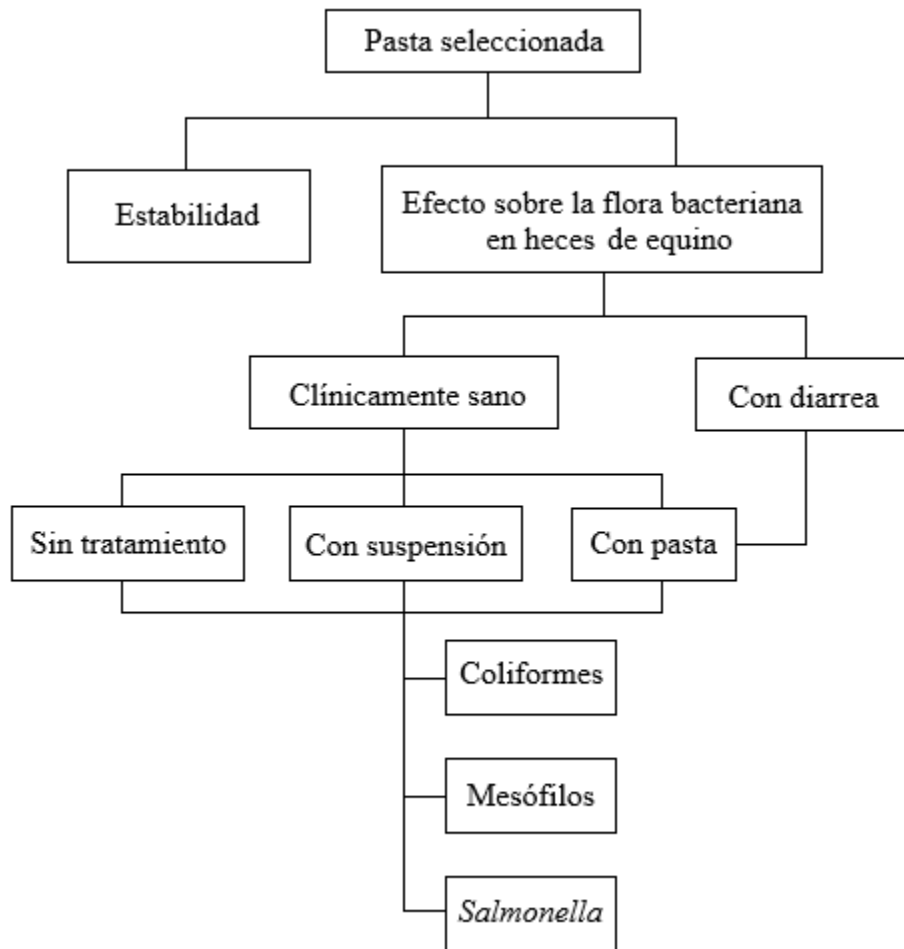 Pasta seleccionada
Estabilidad
Efecto sobre la flora bacteriana
en heces de equino
Clínicamente sano
Con diarrea
Sin tratamiento
Con suspensión
Con pasta
Coliformes
Mesófilos
Salmonella